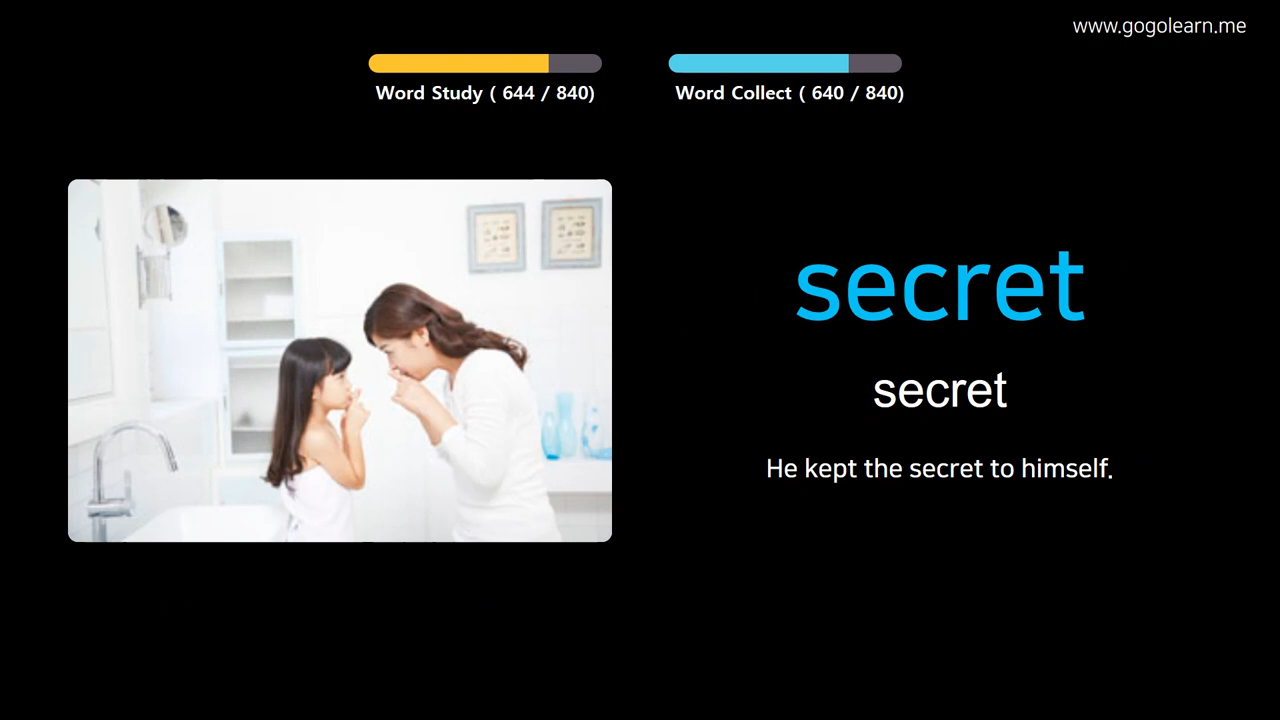 www.gogolearn.me
Word Study ( 644 / 840)
Word Collect ( 640 / 840)
secret
secret
He kept the secret to himself.